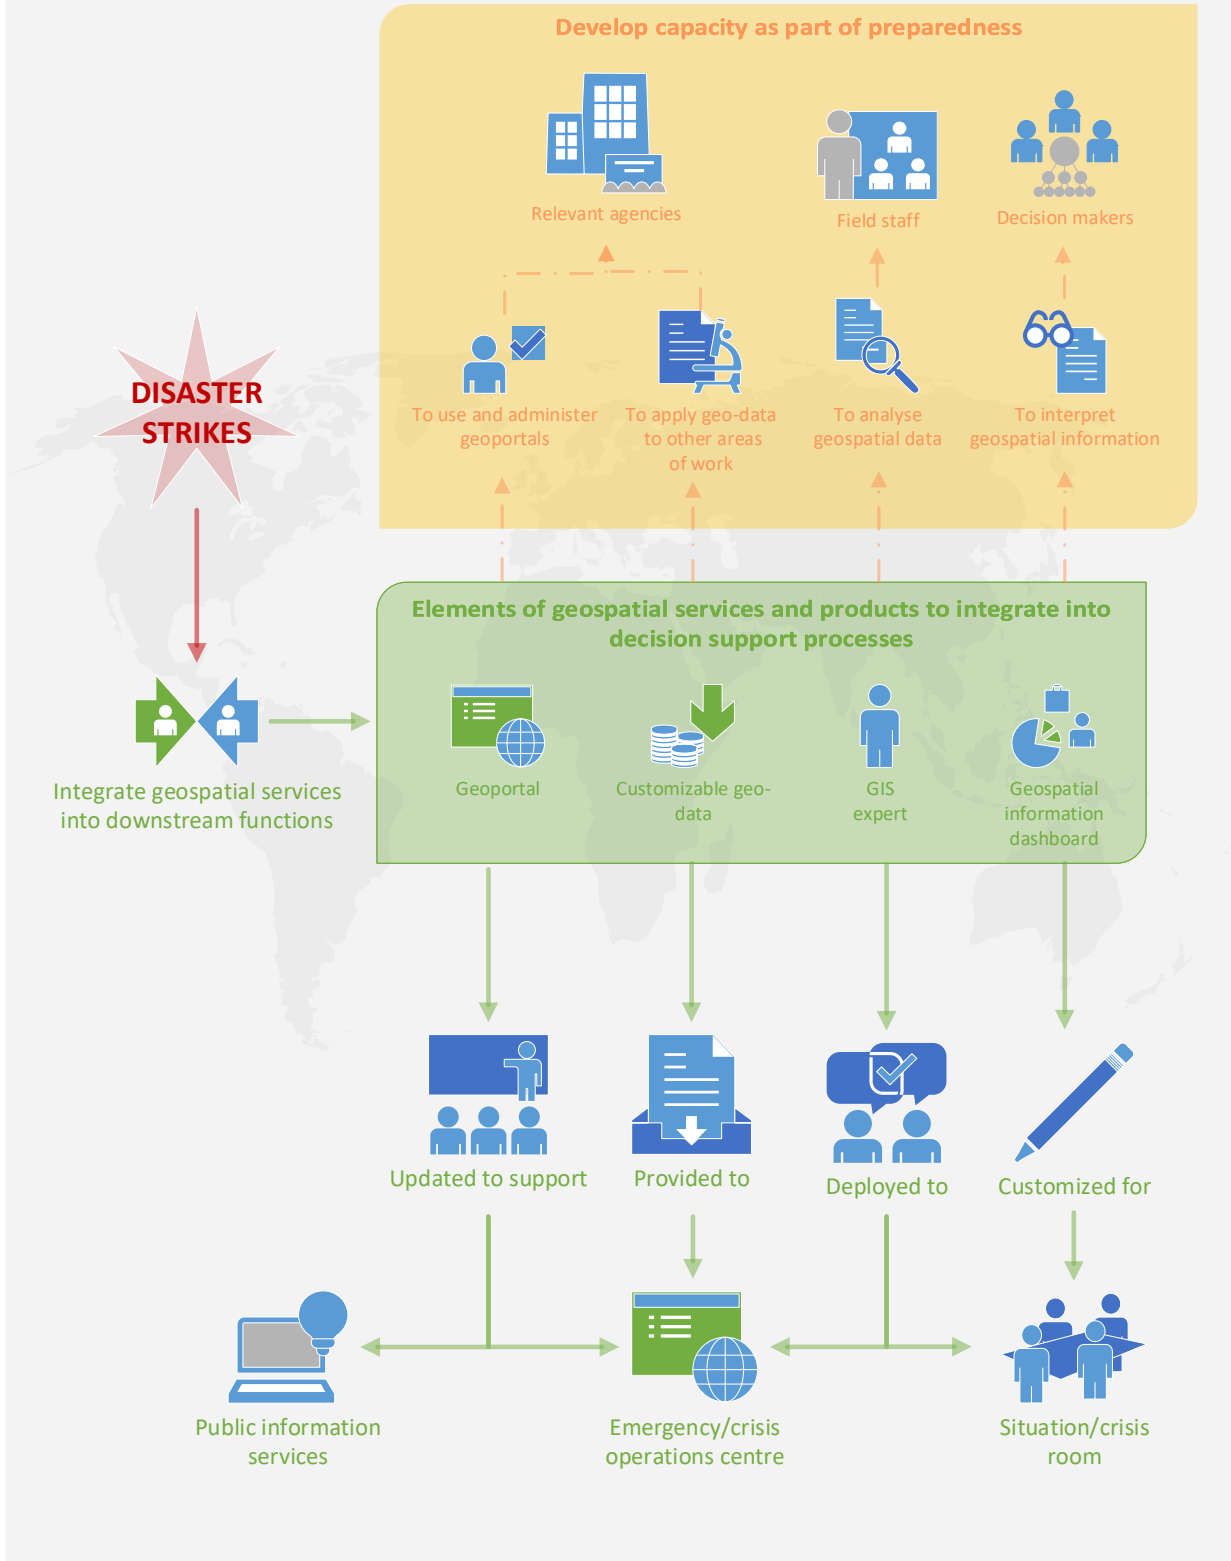 Develop capacity as part of preparedness
Relevant agencies
Field staff
Decision makers
To use and administer
geoportals
To apply geo-data
to other areas
of work
To analyse
geospatial data
To interpret
geospatial information
DISASTER
STRIKES
Elements of geospatial services and products to integrate into
decision support processes
Geoportal
Customizable geo-
data
GIS
expert
Geospatial
information
dashboard
Integrate geospatial services
into downstream functions
Updated to support
Provided to
Deployed to
Customized for
Public information
services
Emergency/crisis
operations centre
Situation/crisis
room